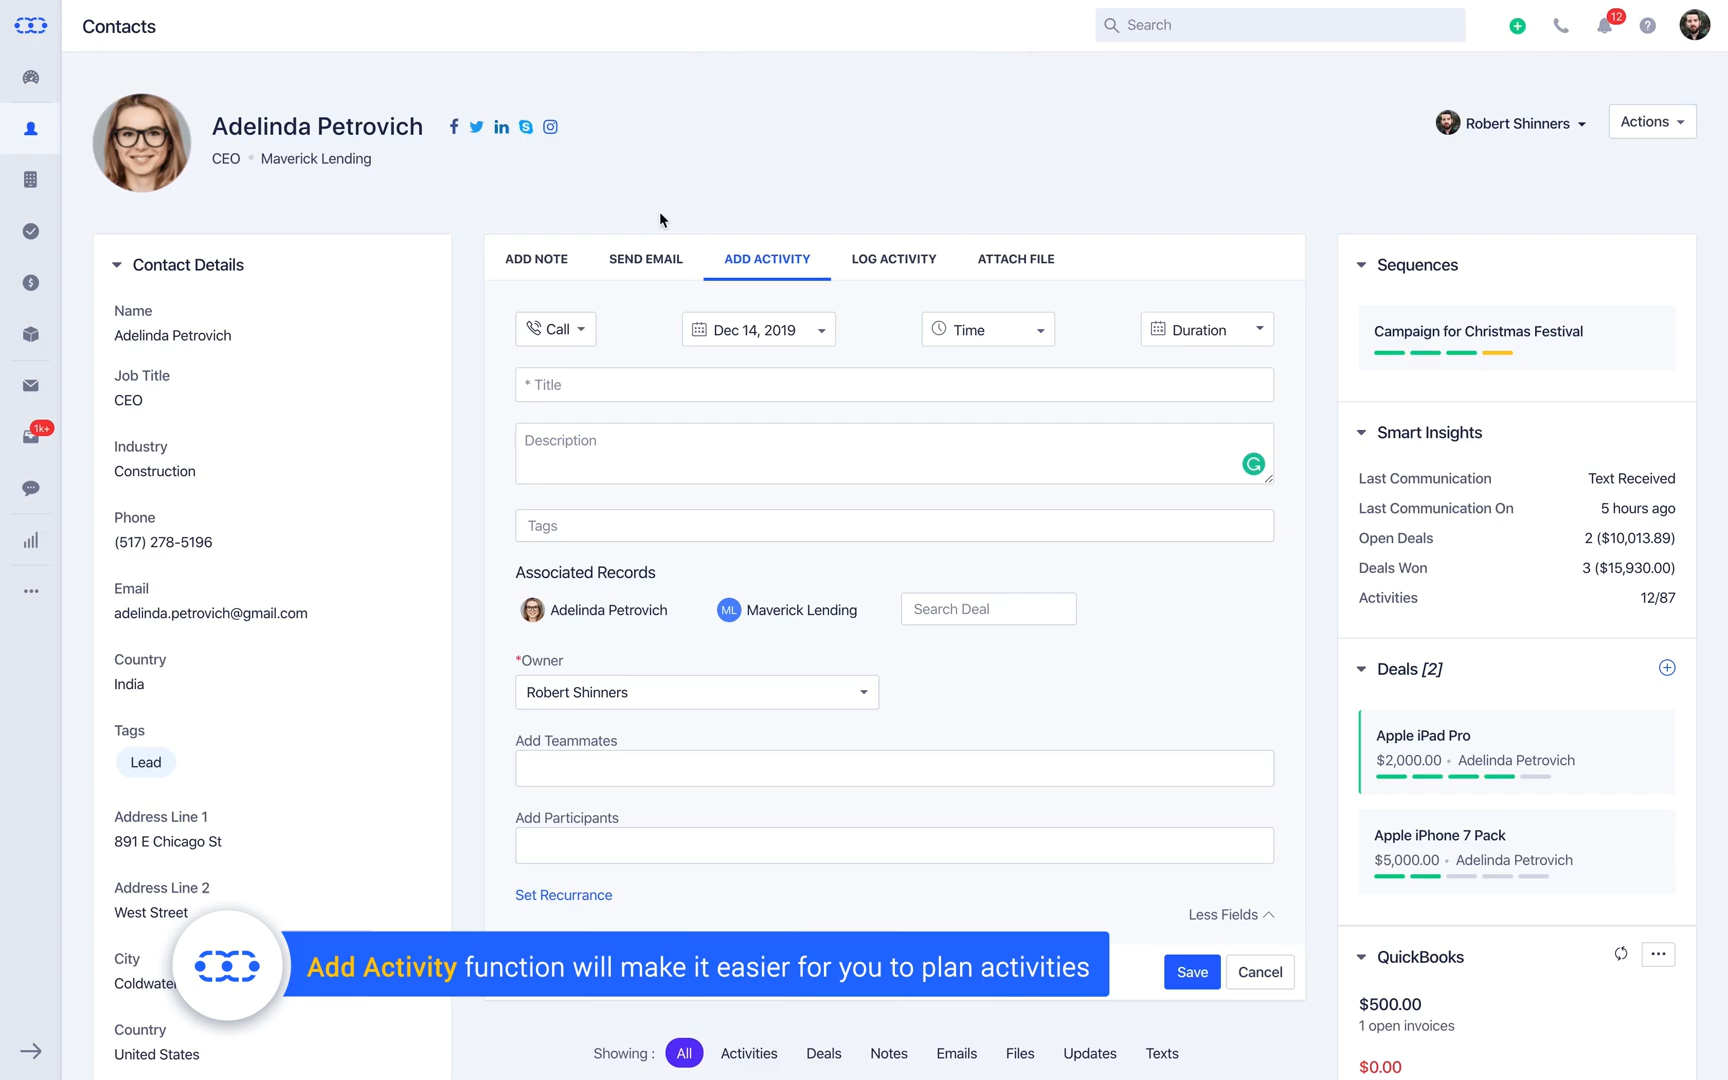 Contacts
Search
12
Adelinda Petrovich
CEO • Maverick Lending
Robert Shinners
Actions
1k+
Contact Details
Name
Adelinda Petrovich
Job Title
CEO
Industry
Construction
Phone
(517) 278-5196
Email
adelinda.petrovich@gmail.com
Country
India
Tags
Lead
Address Line 1
891 E Chicago St
Address Line 2
West Street
City
Country
United States
ADD NOTE
SEND EMAIL
ADD ACTIVITY
LOG ACTIVITY
ATTACH FILE
Call
Dec 14, 2019
Time
Duration
* Title
Description
Tags
Associated Records
Adelinda Petrovich
ML Maverick Lending
Search Deal
*Owner
Robert Shinners
Add Teammates
Add Participants
Set Recurrance
Less Fields
Add Activity function will make it easier for you to plan activities
Save
Cancel
Showing : All Activities Deals Notes Emails Files Updates Texts
Sequences
Campaign for Christmas Festival
Smart Insights
Last Communication Text Received
Last Communication On 5 hours ago
Open Deals 2 ($10,013.89)
Deals Won 3 ($15,930.00)
Activities 12/87
Deals [2]
Apple iPad Pro
$2,000.00 • Adelinda Petrovich
Apple iPhone 7 Pack
$5,000.00 • Adelinda Petrovich
QuickBooks
$500.00
1 open invoices
$0.00